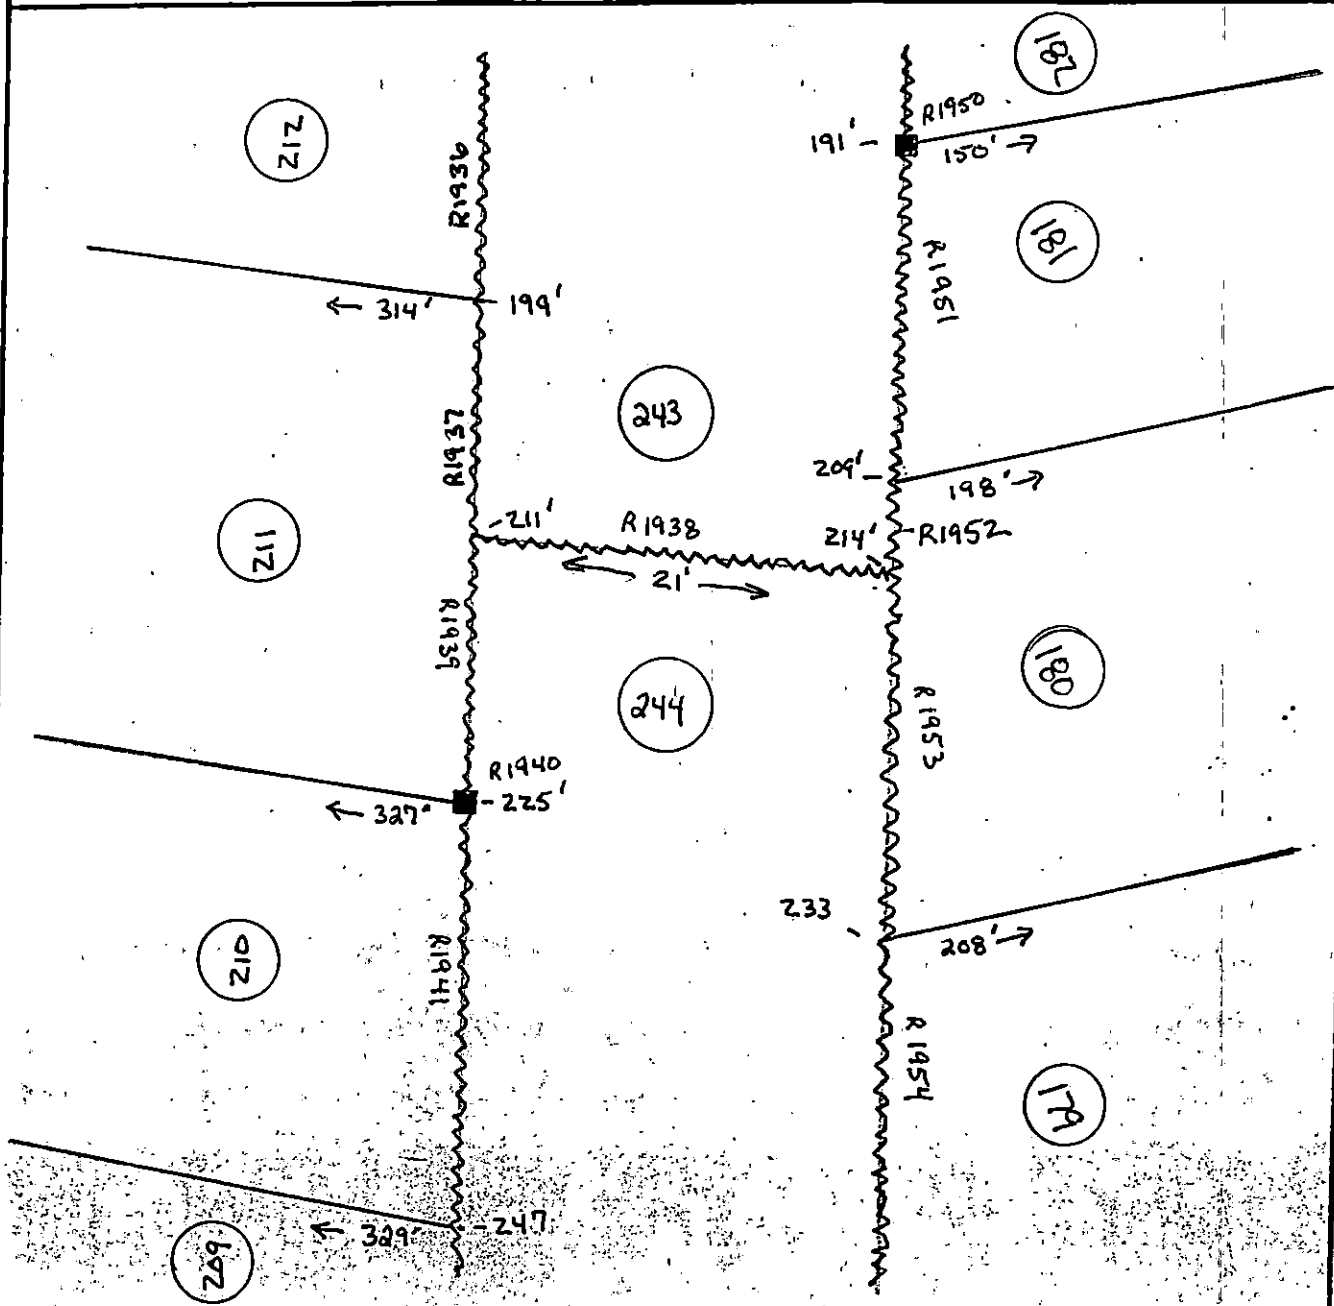 182
R1950
191'
150' →
212
R1936
181
R1951
← 314'
199'
243
R1937
209'
198' →
211'
R1938
214'
R1952
211
← 21' →
R1939
180
244
R1953
R1940
← 327'
225'
233
208' →
210
R1941
R1954
179
← 329'
247
209